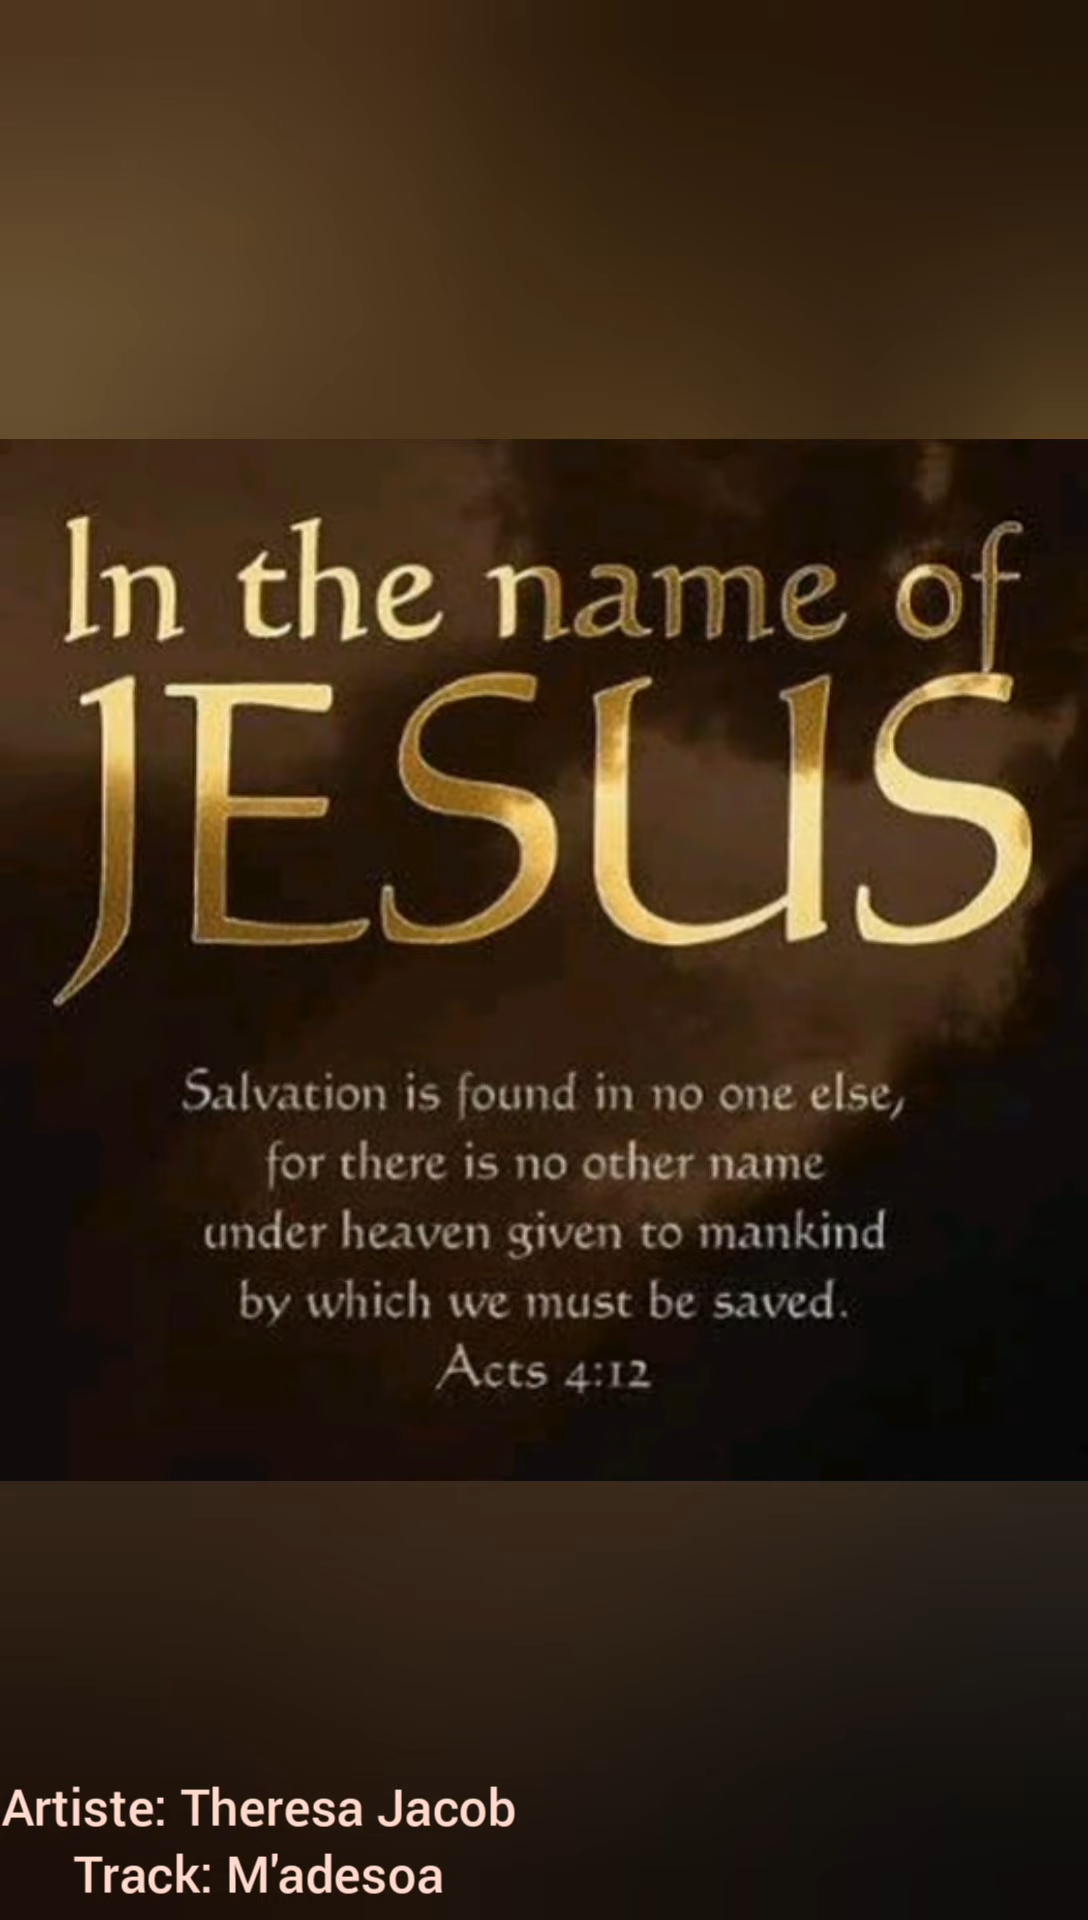 In the name of
JESUS
Salvation is found in no one else,
for there is no other name
under heaven given to mankind
by which we must be saved.
Acts 4:12
Artiste: Theresa Jacob
Track: M'adesoa